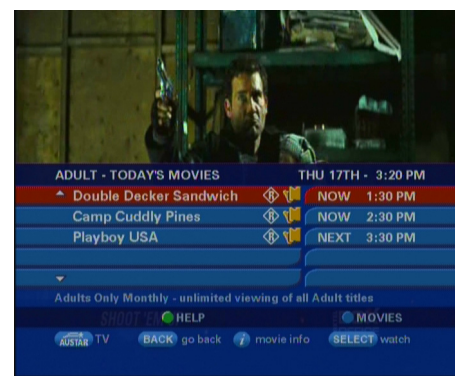 ADULT - TODAY'S MOVIES THU 17TH - 3:20 PM
Double Decker Sandwich R NOW 1:30 PM
Camp Cuddly Pines R NOW 2:30 PM
Playboy USA R NEXT 3:30 PM
Adults Only Monthly - unlimited viewing of all Adult titles
SHOOT 'EM
HELP MOVIES
AUSTAR TV BACK go back i movie info SELECT watch